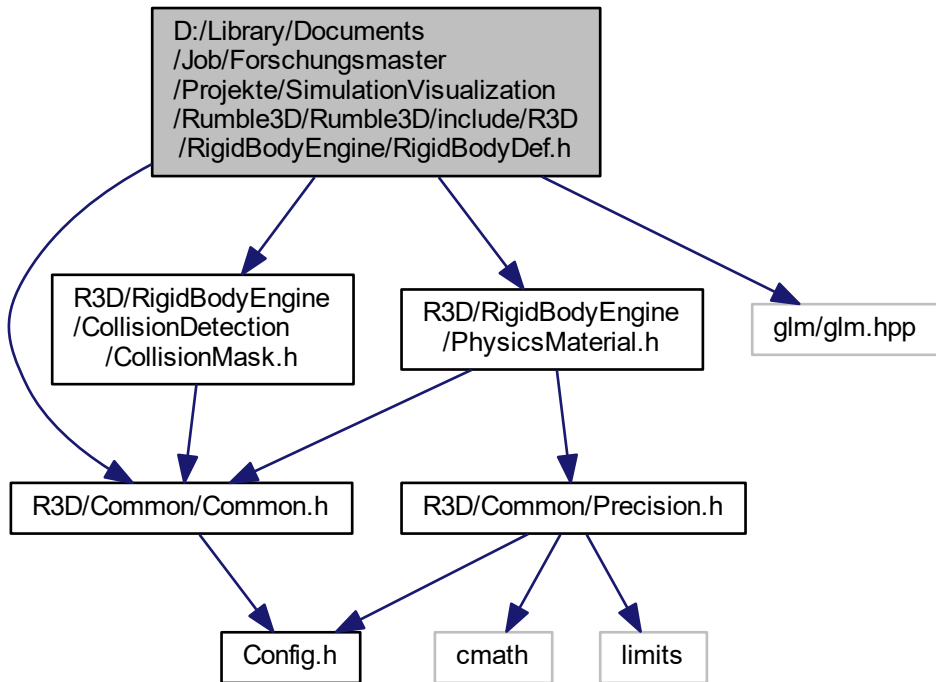 D:/Library/Documents
/Job/Forschungsmaster
/Projekte/SimulationVisualization
/Rumble3D/Rumble3D/include/R3D
/RigidBodyEngine/RigidBodyDef.h
R3D/RigidBodyEngine
/CollisionDetection
/CollisionMask.h
R3D/RigidBodyEngine
/PhysicsMaterial.h
glm/glm.hpp
R3D/Common/Common.h
R3D/Common/Precision.h
Config.h
cmath
limits